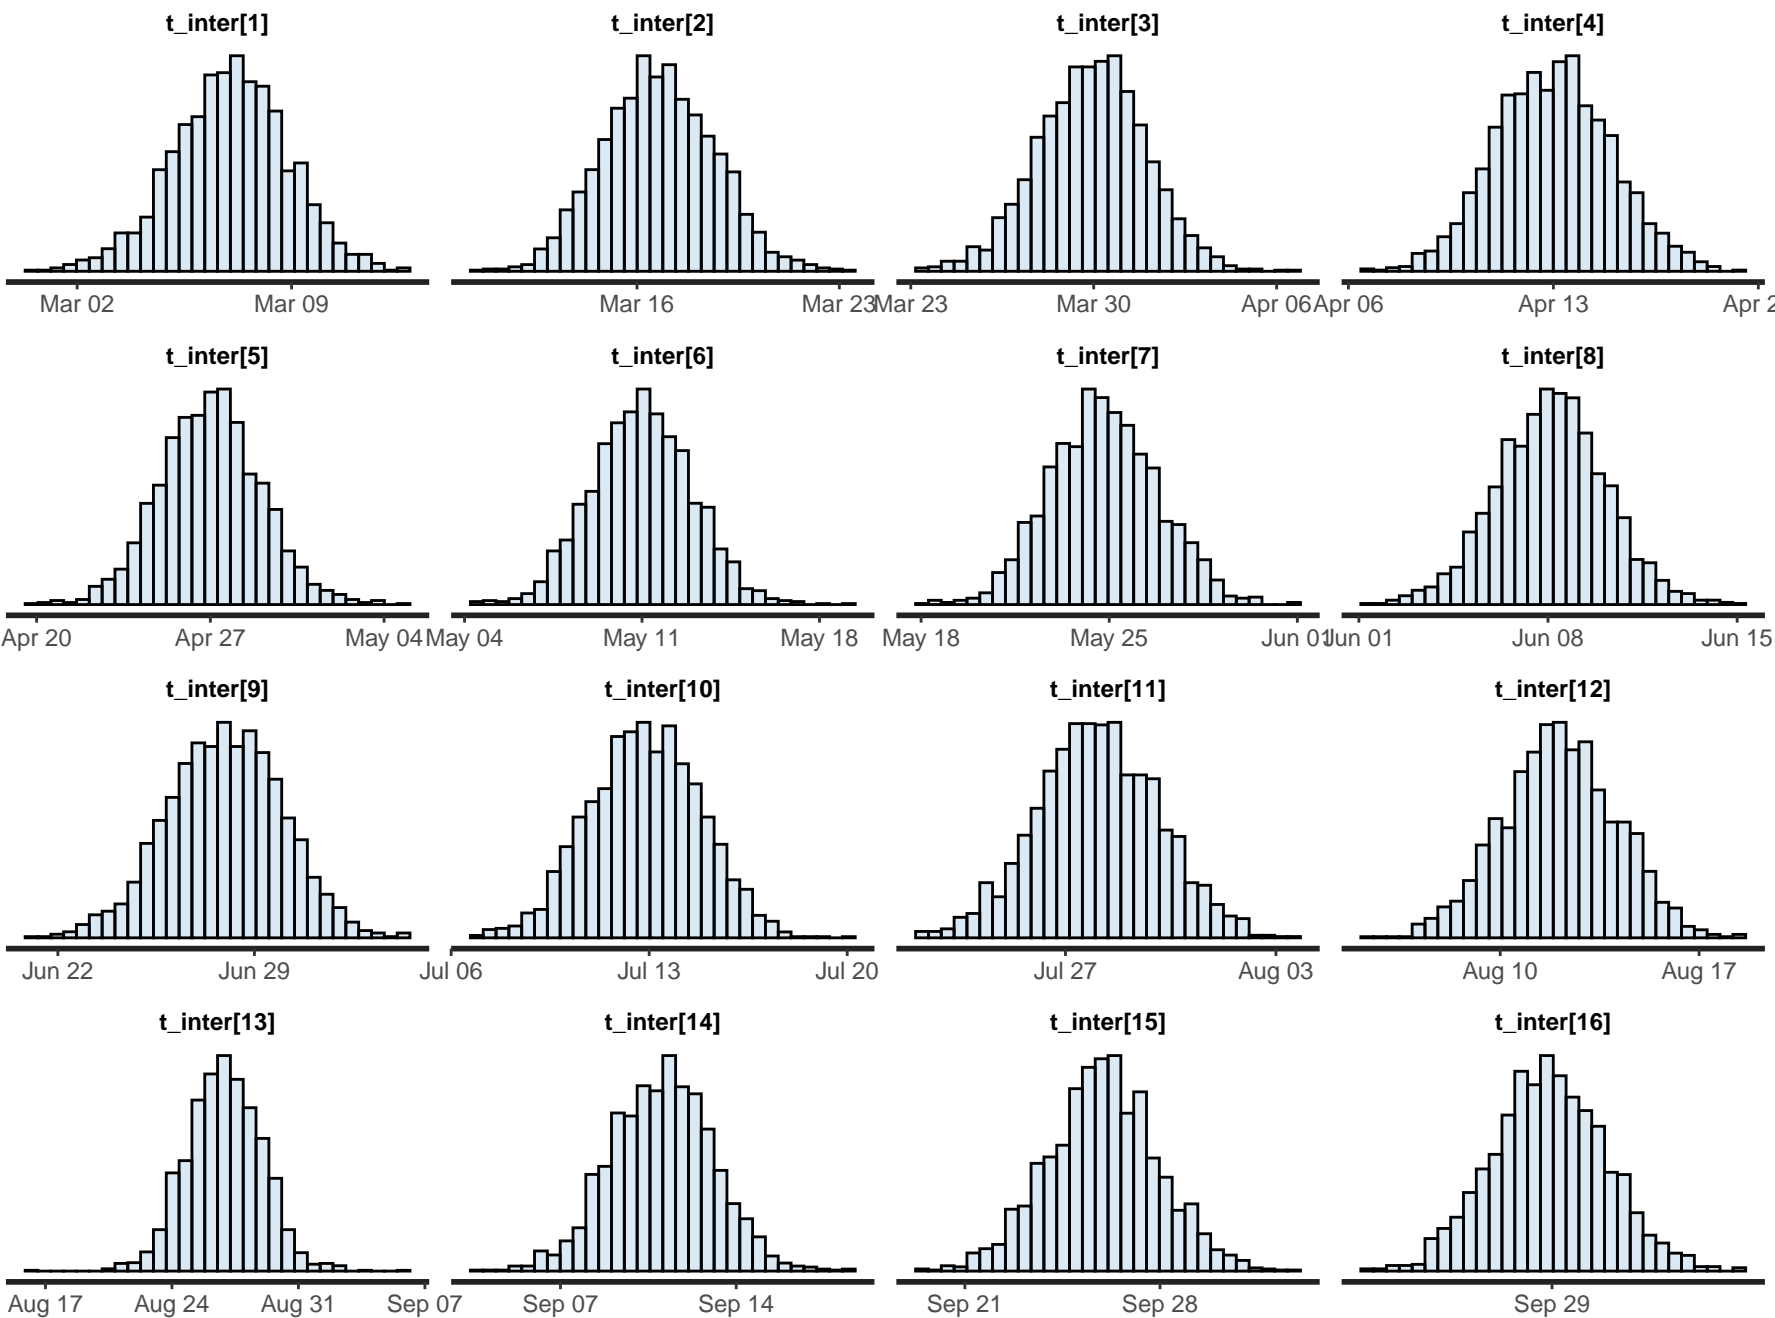 t_inter[1] t_inter[2] t_inter[3] t_inter[4]
Mar 02 Mar 09 Mar 16 Mar 23 Mar 23 Mar 30 Apr 06 Apr 06 Apr 13 Apr 2
t_inter[5] t_inter[6] t_inter[7] t_inter[8]
Apr 20 Apr 27 May 04 May 04 May 11 May 18 May 18 May 25 Jun 01 Jun 01 Jun 08 Jun 15
t_inter[9] t_inter[10] t_inter[11] t_inter[12]
Jun 22 Jun 29 Jul 06 Jul 13 Jul 20 Jul 27 Aug 03 Aug 10 Aug 17
t_inter[13] t_inter[14] t_inter[15] t_inter[16]
Aug 17 Aug 24 Aug 31 Sep 07 Sep 07 Sep 14 Sep 21 Sep 28 Sep 29